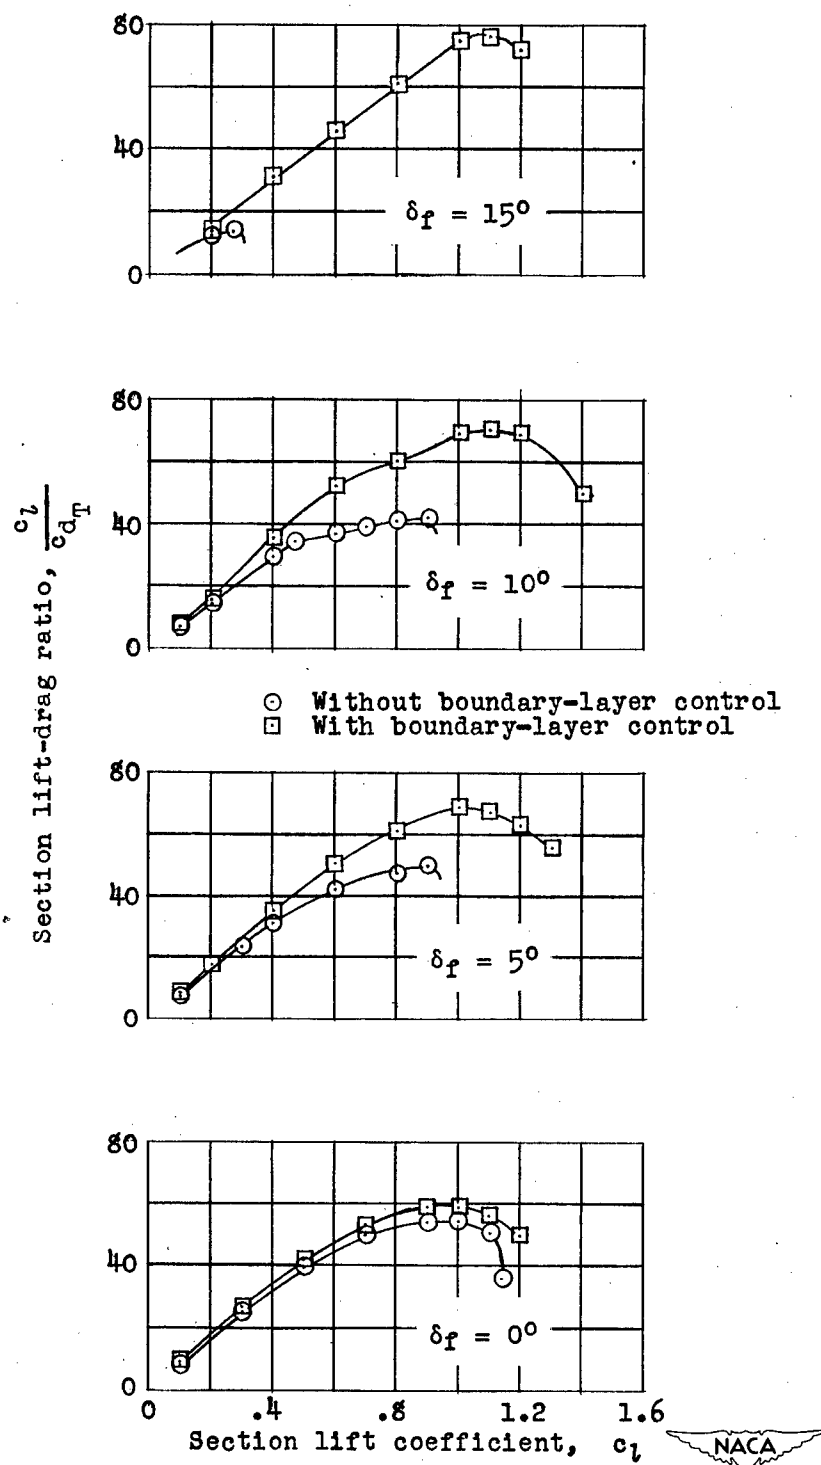 80
40
0
δf = 15°
80
40
0
δf = 10°
Section lift-drag ratio, cl/cdT
Without boundary-layer control
With boundary-layer control
80
40
0
δf = 5°
80
40
0
δf = 0°
0 .4 .8 1.2 1.6
Section lift coefficient, cl
NACA